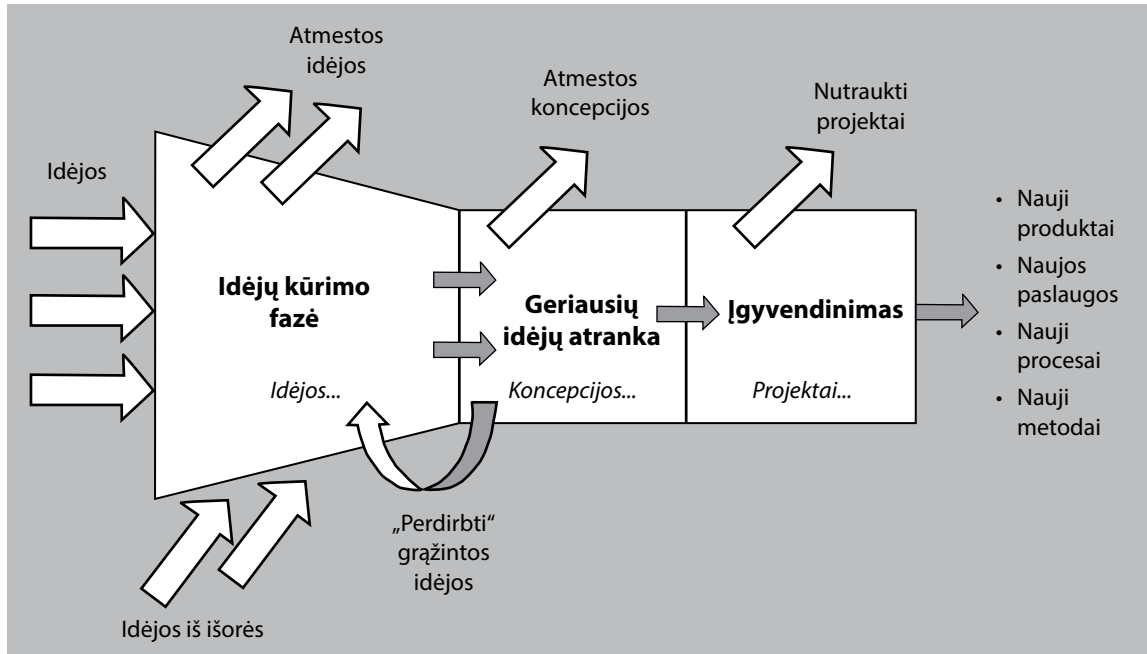 Atmestos
idėjos
Atmestos
koncepcijos
Nutraukti
projektai
Idėjos
Idėjų kūrimo
fazė
Idėjos...
Geriausių
idėjų atranka
Koncepcijos...
Įgyvendinimas
Projektai...
• Nauji
produktai
• Naujos
paslaugos
• Nauji
procesai
• Nauji
metodai
„Perdirbti“
grąžintos
idėjos
Idėjos iš išorės